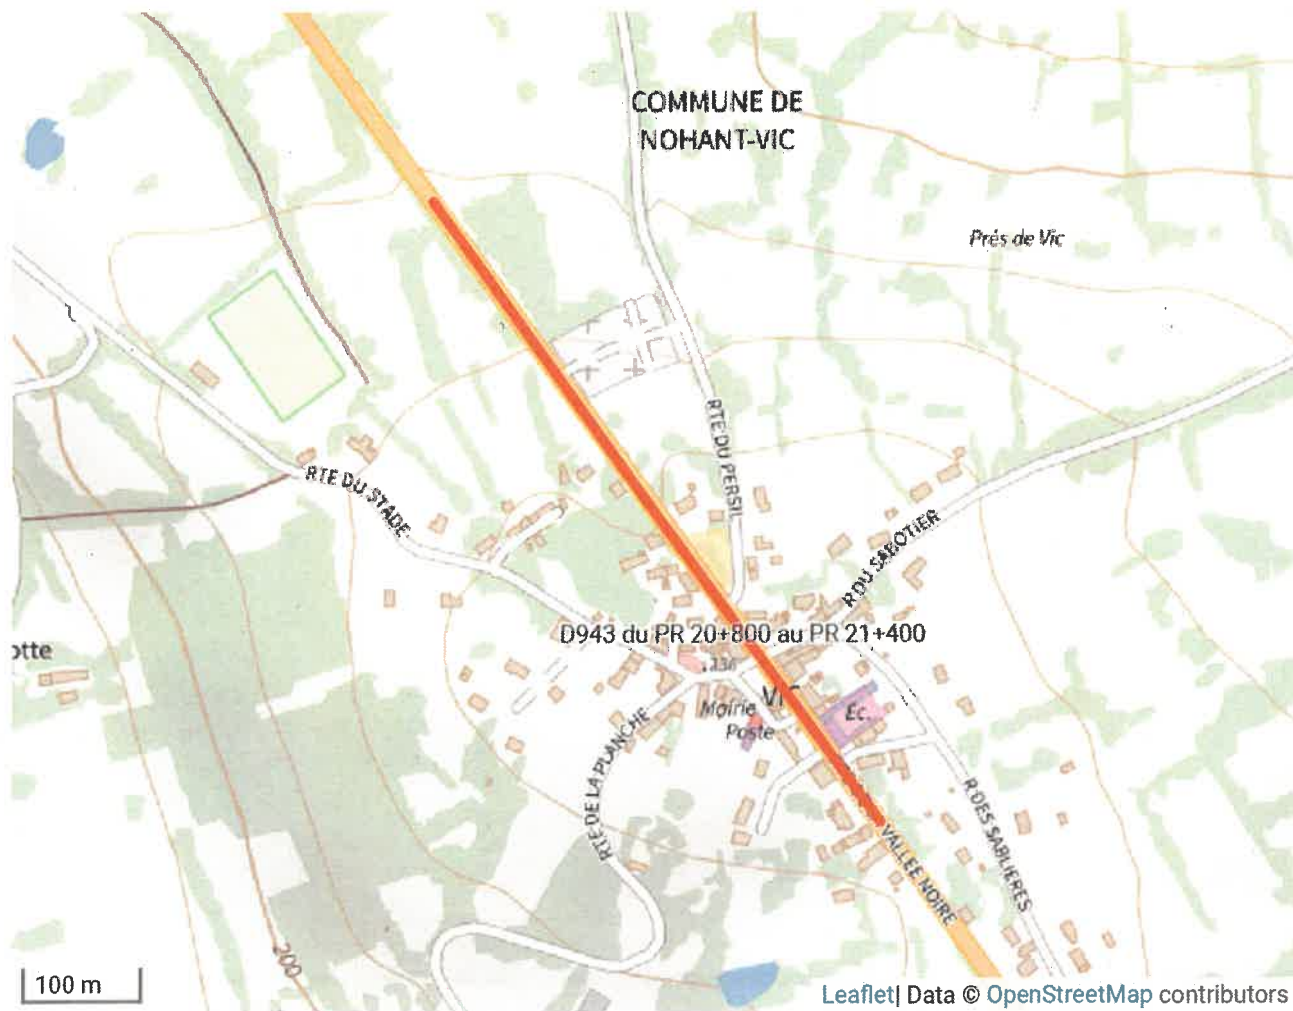 COMMUNE DE
NOHANT-VIC
Prés de Vic
RTE DU PERSIL
RTE DU STADE
R DU SABOTIER
D943 du PR 20+800 au PR 21+400
otte
Mairie
Poste
Ec.
RTE DE LA PLANCHE
R DES SABLIERES
VALLEE NOIRE
200
100 m
Leaflet | Data © OpenStreetMap contributors